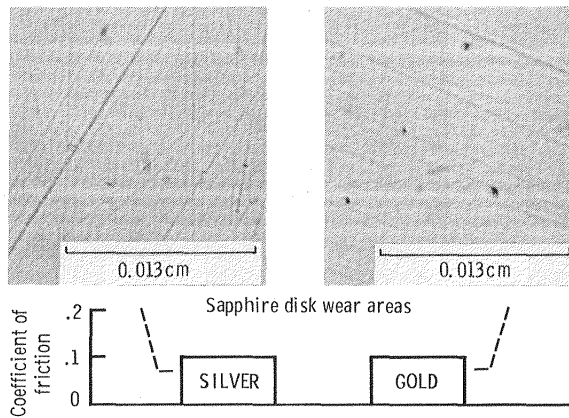 0.013cm
0.013cm
Sapphire disk wear areas
Coefficient of
friction
.2
.1
0
SILVER
GOLD